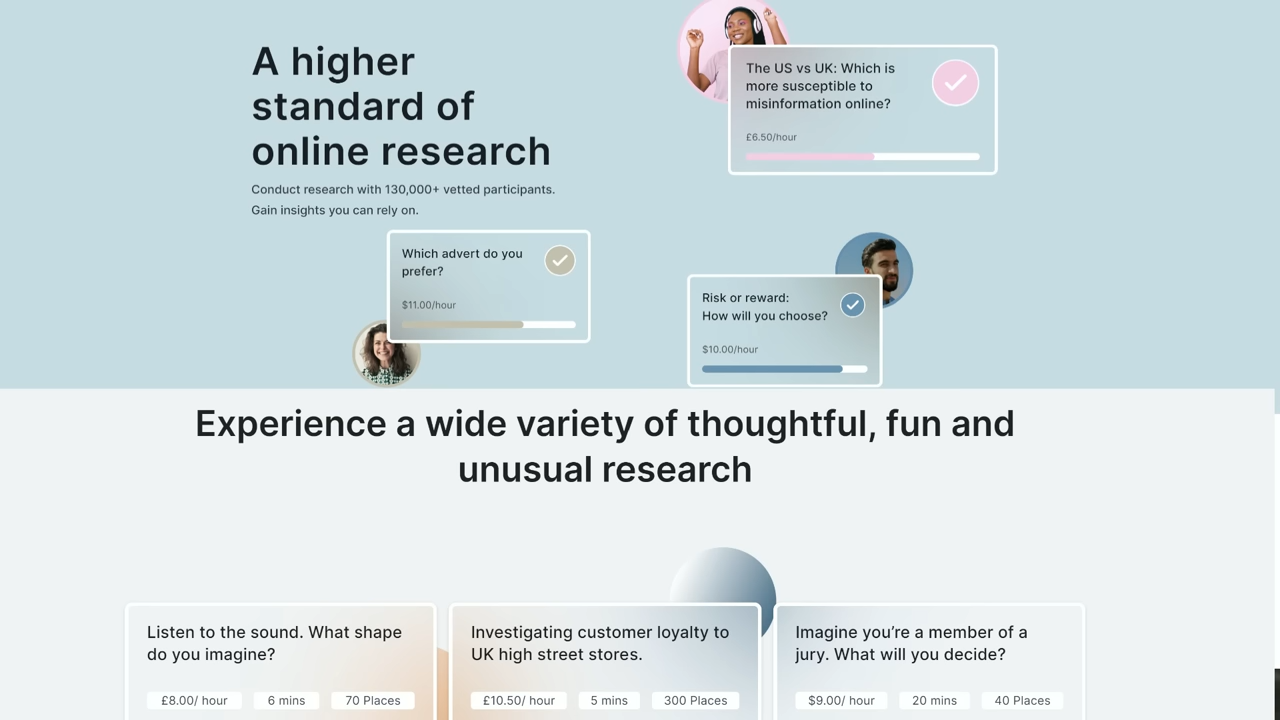 A higher
standard of
online research
Conduct research with 130,000+ vetted participants.
Gain insights you can rely on.
The US vs UK: Which is
more susceptible to
misinformation online?
£6.50/hour
Which advert do you
prefer?
$11.00/hour
Risk or reward:
How will you choose?
$10.00/hour
Experience a wide variety of thoughtful, fun and
unusual research
Listen to the sound. What shape
do you imagine?
£8.00/ hour
6 mins
70 Places
Investigating customer loyalty to
UK high street stores.
£10.50/ hour
5 mins
300 Places
Imagine you’re a member of a
jury. What will you decide?
$9.00/ hour
20 mins
40 Places